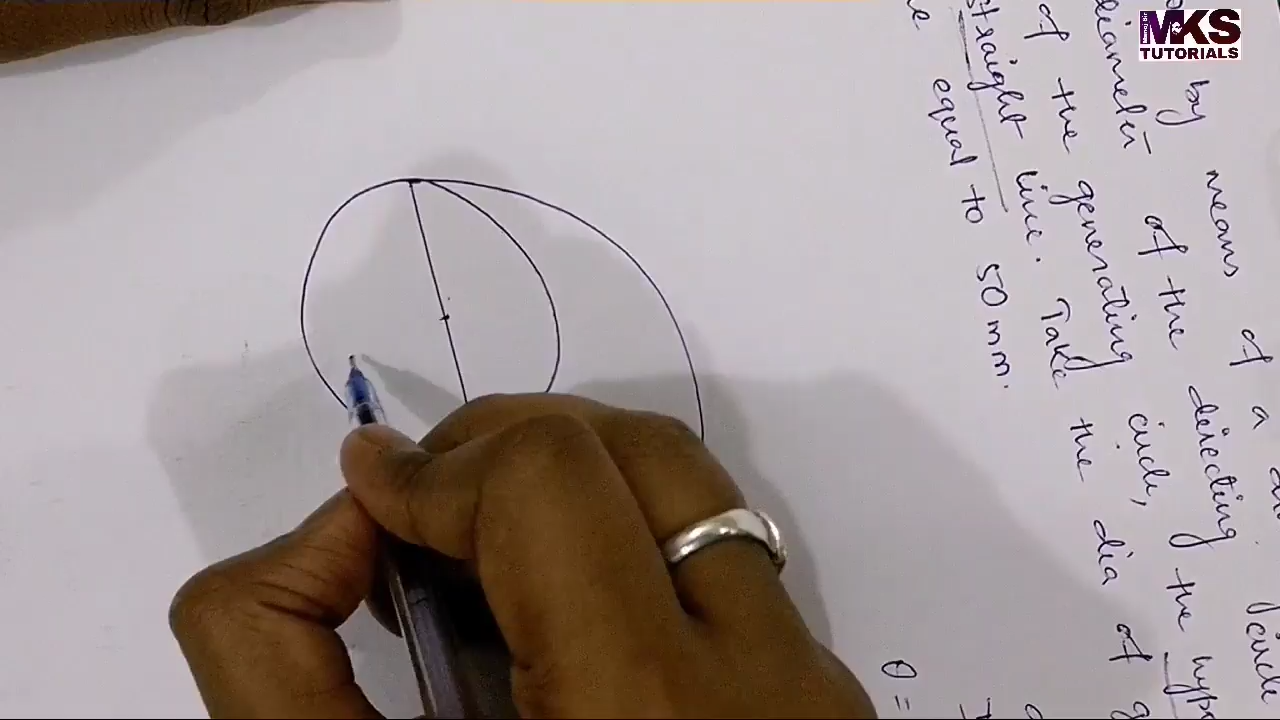 MKS
TUTORIALS
by means of a
diameter of the directing circle
of the generating circle, the
straight line. Take the dia of
equal to 50 mm.
θ =